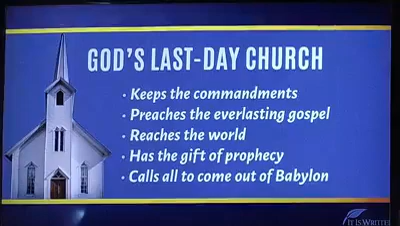 GOD'S LAST-DAY CHURCH
· Keeps the commandments
· Preaches the everlasting gospel
· Reaches the world
· Has the gift of prophecy
· Calls all to come out of Babylon
IT IS WRITTEN